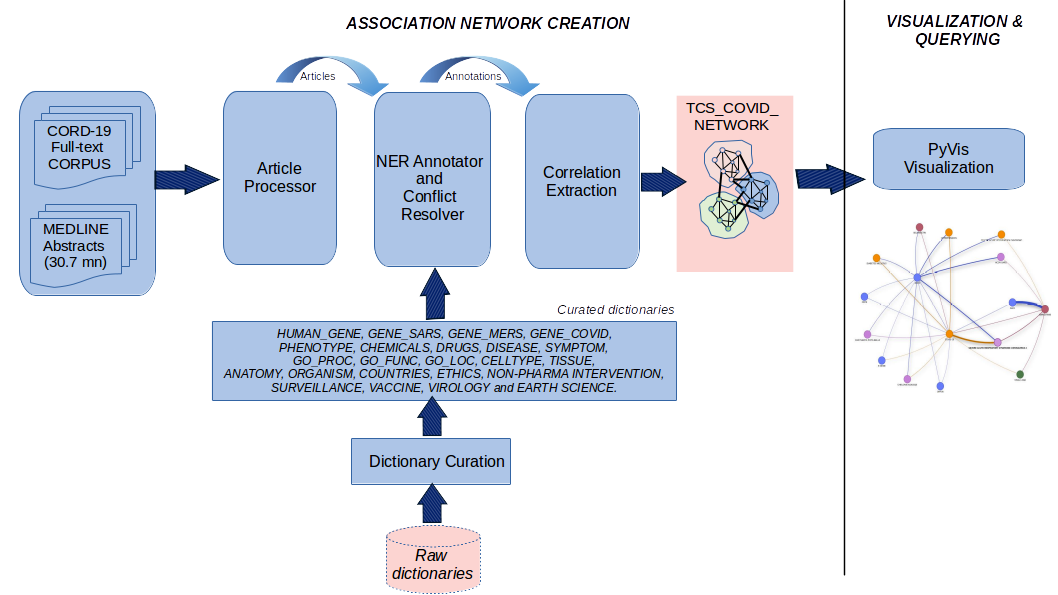 ASSOCIATION NETWORK CREATION
VISUALIZATION &
QUERYING
Articles
Annotations
CORD-19
Full-text
CORPUS
MEDLINE
Abstracts
(30.7 mn)
Article
Processor
NER Annotator
and
Conflict
Resolver
Correlation
Extraction
TCS_COVID_
NETWORK
PyVis
Visualization
Curated dictionaries
HUMAN_GENE, GENE_SARS, GENE_MERS, GENE_COVID,
PHENOTYPE, CHEMICALS, DRUGS, DISEASE, SYMPTOM,
GO_PROC, GO_FUNC, GO_LOC, CELLTYPE, TISSUE,
ANATOMY, ORGANISM, COUNTRIES, ETHICS, NON-PHARMA INTERVENTION,
SURVEILLANCE, VACCINE, VIROLOGY and EARTH SCIENCE.
Dictionary Curation
Raw
dictionaries